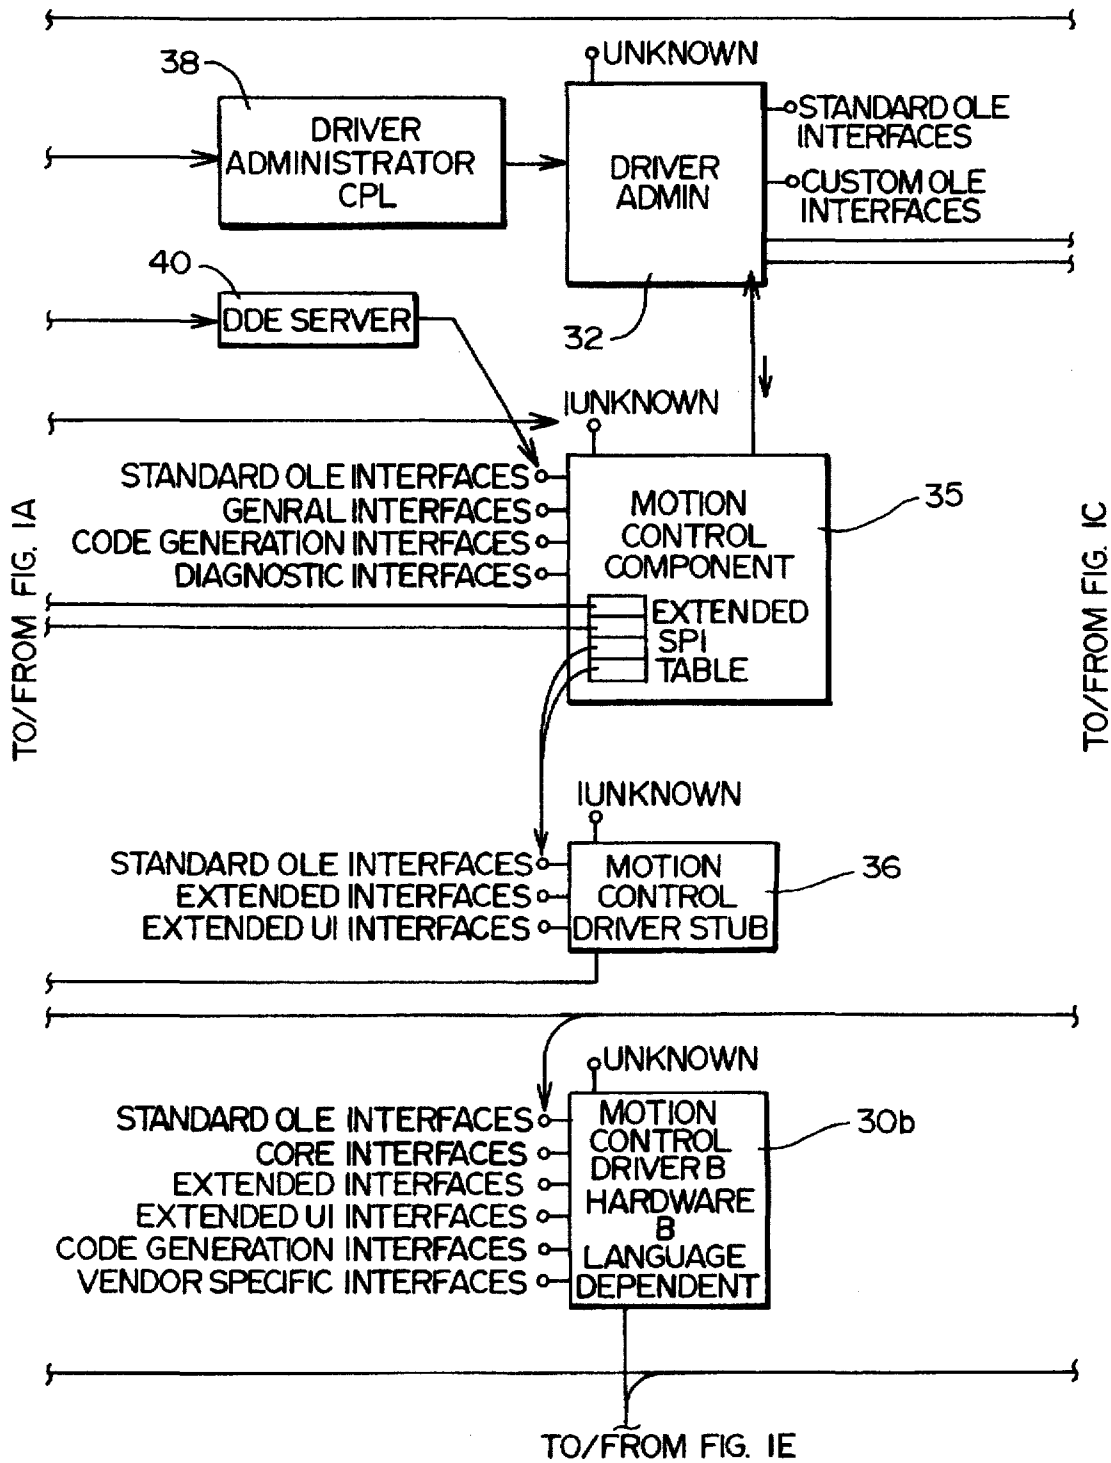 38
UNKNOWN
DRIVER
ADMINISTRATOR
CPL
DRIVER
ADMIN
STANDARD OLE
INTERFACES
CUSTOM OLE
INTERFACES
40
DDE SERVER
32
IUNKNOWN
STANDARD OLE INTERFACES
GENRAL INTERFACES
CODE GENERATION INTERFACES
DIAGNOSTIC INTERFACES
MOTION
CONTROL
COMPONENT
EXTENDED
SPI
TABLE
35
TO/FROM FIG. 1A
TO/FROM FIG. 1C
IUNKNOWN
STANDARD OLE INTERFACES
EXTENDED INTERFACES
EXTENDED UI INTERFACES
MOTION
CONTROL
DRIVER STUB
36
UNKNOWN
STANDARD OLE INTERFACES
CORE INTERFACES
EXTENDED INTERFACES
EXTENDED UI INTERFACES
CODE GENERATION INTERFACES
VENDOR SPECIFIC INTERFACES
MOTION
CONTROL
DRIVER B
HARDWARE
B
LANGUAGE
DEPENDENT
30b
TO/FROM FIG. 1E